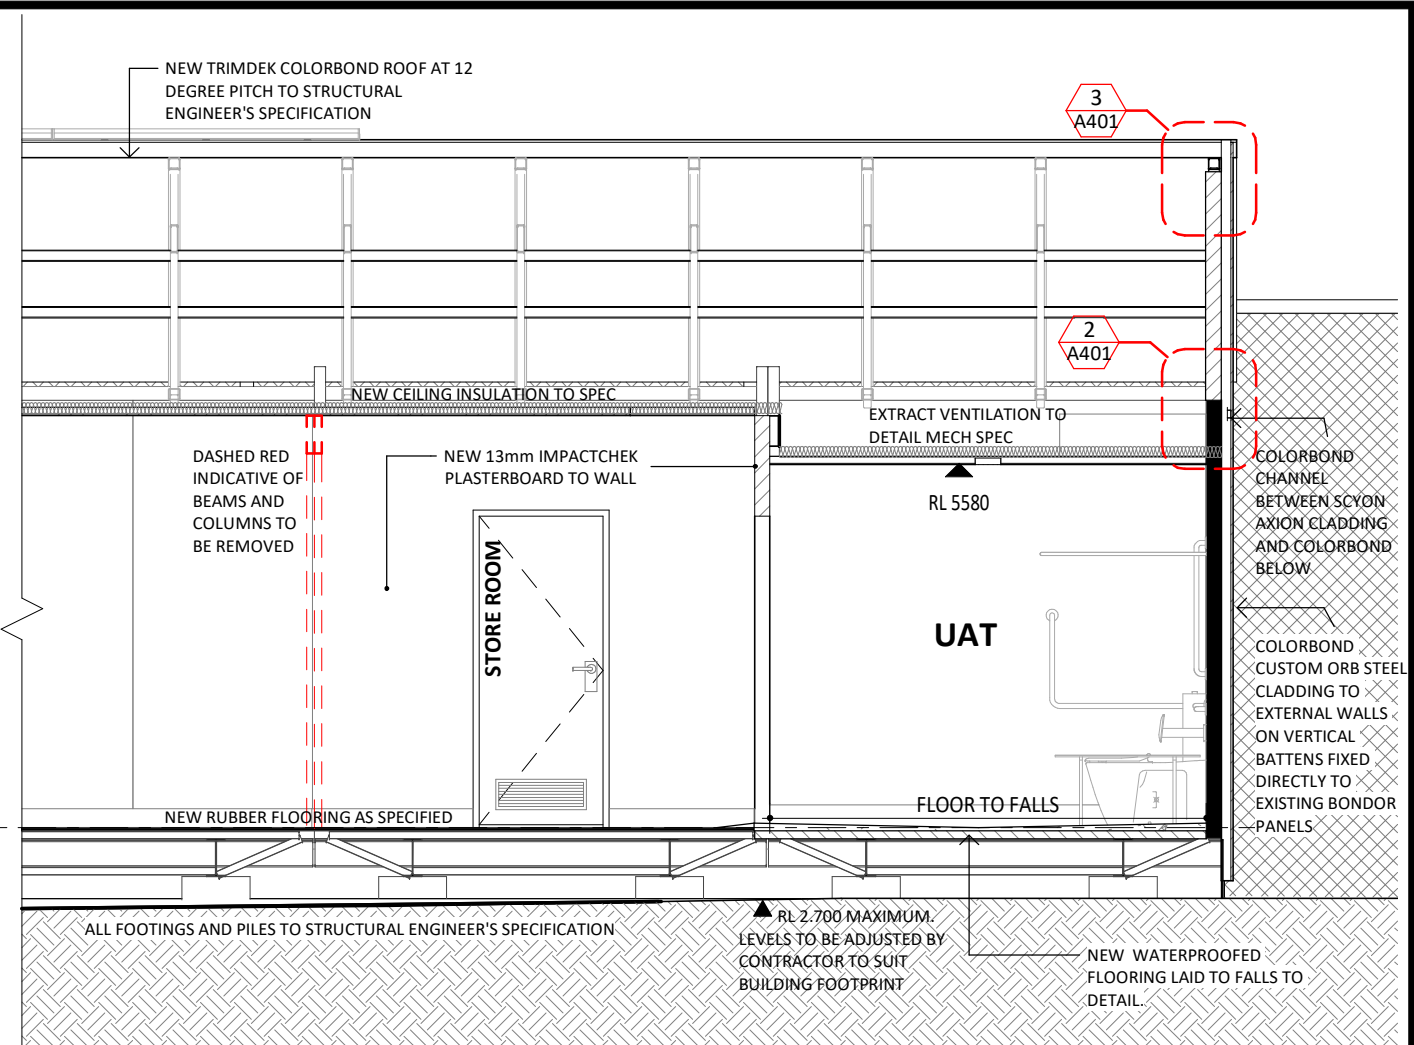 NEW TRIMDEK COLORBOND ROOF AT 12
DEGREE PITCH TO STRUCTURAL
ENGINEER'S SPECIFICATION
3
A401
2
A401
NEW CEILING INSULATION TO SPEC
EXTRACT VENTILATION TO
DETAIL MECH SPEC
DASHED RED
INDICATIVE OF
BEAMS AND
COLUMNS TO
BE REMOVED
NEW 13mm IMPACTCHEK
PLASTERBOARD TO WALL
RL 5580
COLORBOND
CHANNEL
BETWEEN SCYON
AXION CLADDING
AND COLORBOND
BELOW
STORE ROOM
UAT
COLORBOND
CUSTOM ORB STEEL
CLADDING TO
EXTERNAL WALLS
ON VERTICAL
BATTENS FIXED
DIRECTLY TO
EXISTING BONDOR
PANELS
FLOOR TO FALLS
NEW RUBBER FLOORING AS SPECIFIED
ALL FOOTINGS AND PILES TO STRUCTURAL ENGINEER'S SPECIFICATION
RL 2.700 MAXIMUM.
LEVELS TO BE ADJUSTED BY
CONTRACTOR TO SUIT
BUILDING FOOTPRINT
NEW WATERPROOFED
FLOORING LAID TO FALLS TO
DETAIL.